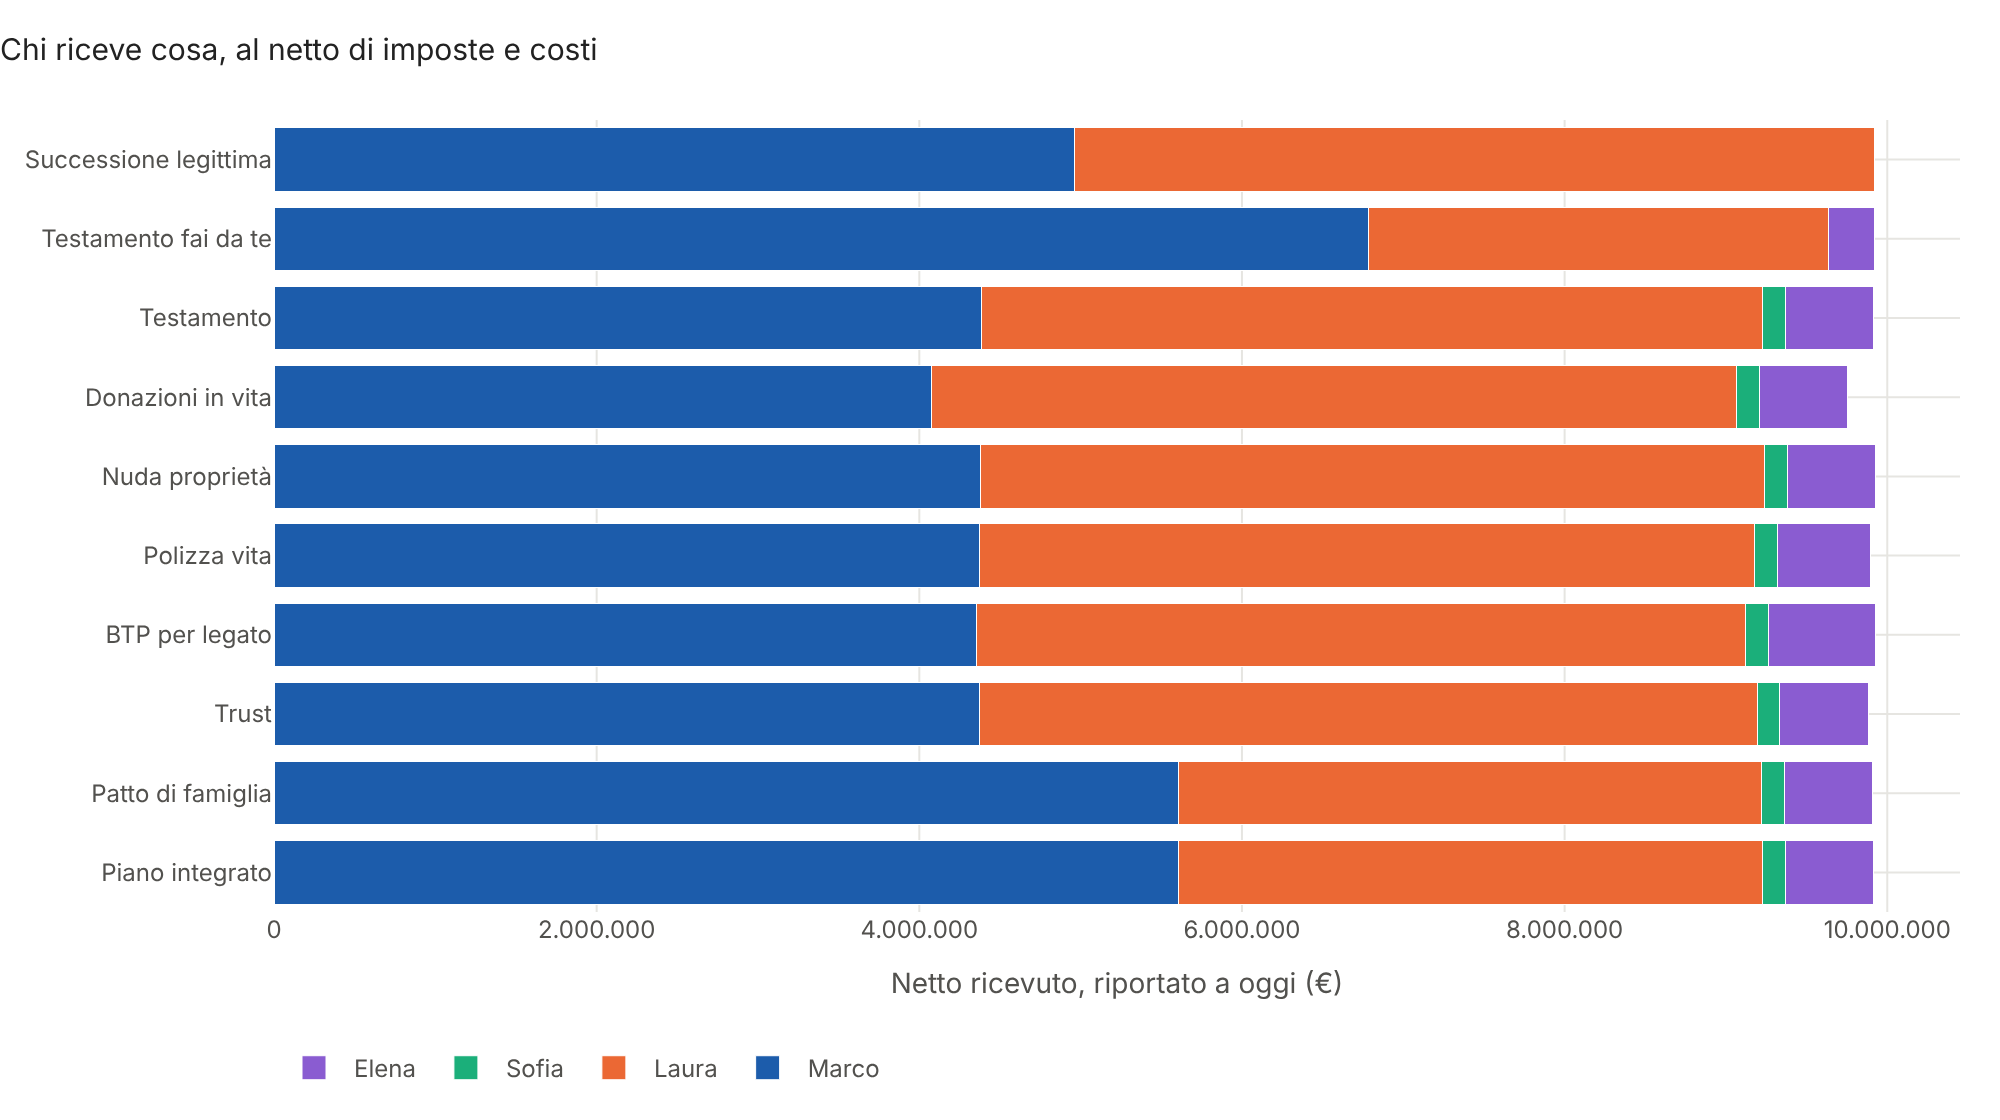 Chi riceve cosa, al netto di imposte e costi
Successione legittima
Testamento fai da te
Testamento
Donazioni in vita
Nuda proprietà
Polizza vita
BTP per legato
Trust
Patto di famiglia
Piano integrato
0 2.000.000 4.000.000 6.000.000 8.000.000 10.000.000
Netto ricevuto, riportato a oggi (€)
Elena Sofia Laura Marco